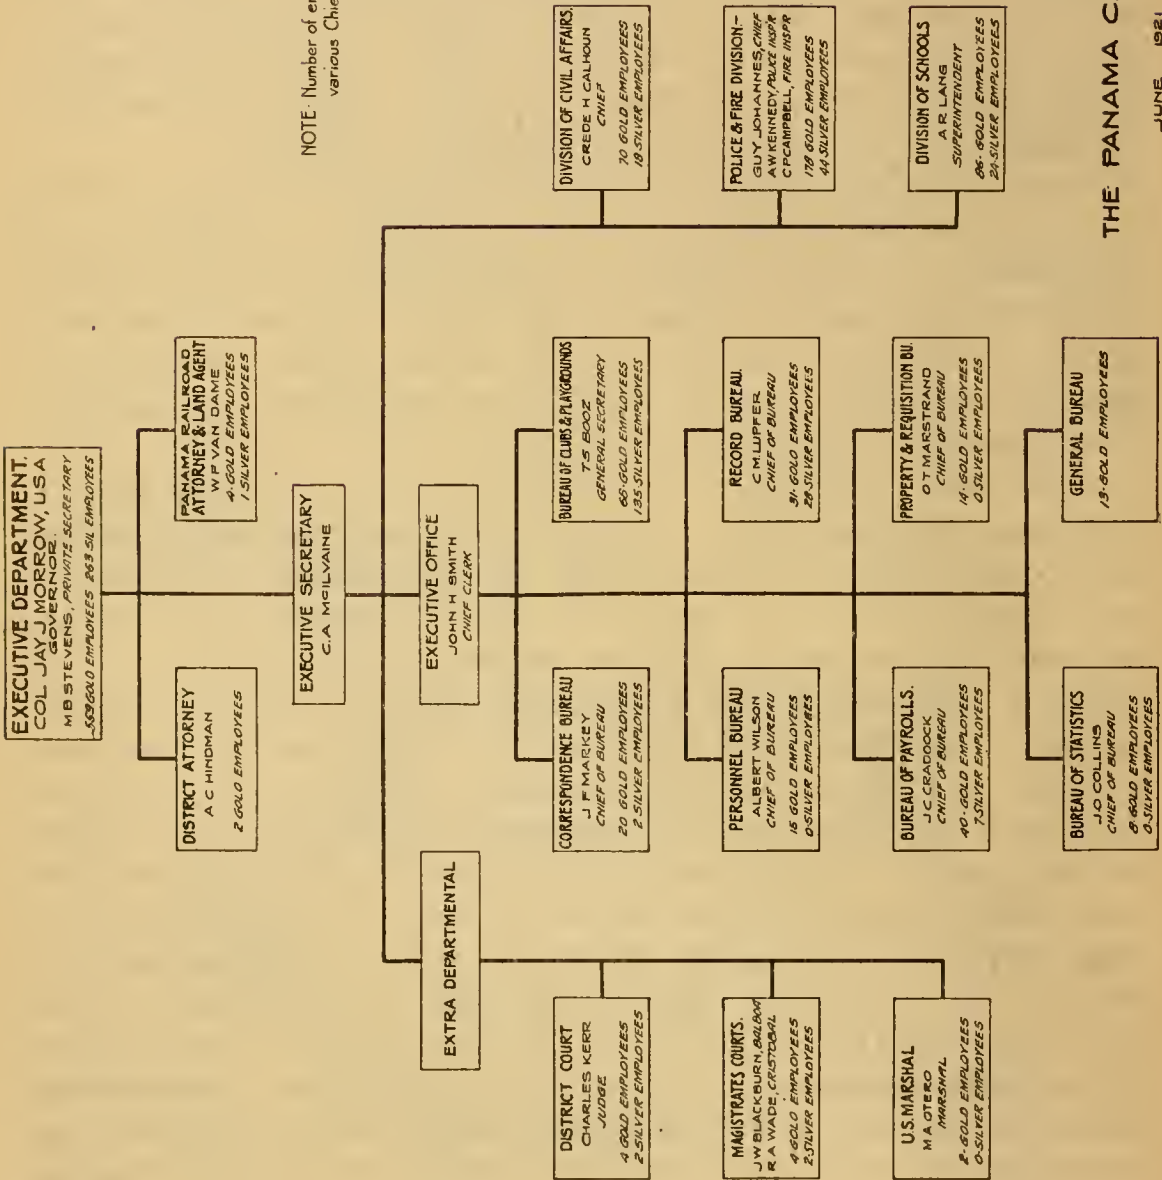 EXECUTIVE DEPARTMENT.
COL JAY J MORROW, USA
GOVERNOR.
M B STEVENS, PRIVATE SECRETARY
559 GOLD EMPLOYEES 263 SIL EMPLOYEES
DISTRICT ATTORNEY
A C HINDMAN
2 GOLD EMPLOYEES
PANAMA RAILROAD
ATTORNEY & LAND AGENT
W F VAN DAME
4-GOLD EMPLOYEES
1 SILVER EMPLOYEES
EXECUTIVE SECRETARY
C.A McILVAINE
NOTE: Number of
various
EXTRA DEPARTMENTAL
EXECUTIVE OFFICE
JOHN H SMITH
CHIEF CLERK
DISTRICT COURT
CHARLES KERR
JUDGE
4 GOLD EMPLOYEES
2 SILVER EMPLOYEES
CORRESPONDENCE BUREAU
J F MARKEY
CHIEF OF BUREAU
20 GOLD EMPLOYEES
2 SILVER EMPLOYEES
BUREAU OF CLUBS & PLAYGROUNDS
T S BOOZ
GENERAL SECRETARY
66-GOLD EMPLOYEES
135 SILVER EMPLOYEES
DIVISION OF CIVIL AFFAIRS.
CREDE H CALHOUN
CHIEF
70 GOLD EMPLOYEES
18 SILVER EMPLOYEES
MAGISTRATES COURTS.
J W BLACKBURN, BALBOA
R A WADE, CRISTOBAL
4 GOLD EMPLOYEES
2-SILVER EMPLOYEES
PERSONNEL BUREAU
ALBERT WILSON
CHIEF OF BUREAU
15 GOLD EMPLOYEES
0-SILVER EMPLOYEES
RECORD BUREAU.
C M LUPFER
CHIEF OF BUREAU
31-GOLD EMPLOYEES
28-SILVER EMPLOYEES
POLICE & FIRE DIVISION.-
GUY JOHANNES, CHIEF
A W KENNEDY, POLICE INSP'R
C P CAMPBELL, FIRE INSPR
178 GOLD EMPLOYEES
44 SILVER EMPLOYEES
U.S. MARSHAL
M A OTERO
MARSHAL
2-GOLD EMPLOYEES
0-SILVER EMPLOYEES
BUREAU OF PAYROLLS.
J C CRADDOCK
CHIEF OF BUREAU
40-GOLD EMPLOYEES
7 SILVER EMPLOYEES
PROPERTY & REQUISITION BU.
O T MARSTRAND
CHIEF OF BUREAU
14-GOLD EMPLOYEES
0 SILVER EMPLOYEES
DIVISION OF SCHOOLS
A R LANG
SUPERINTENDENT
86-GOLD EMPLOYEES
24-SILVER EMPLOYEES
BUREAU OF STATISTICS
J O COLLINS
CHIEF OF BUREAU
8-GOLD EMPLOYEES
0-SILVER EMPLOYEES
GENERAL BUREAU
13-GOLD EMPLOYEES
THE PANAMA
JUNE 1921